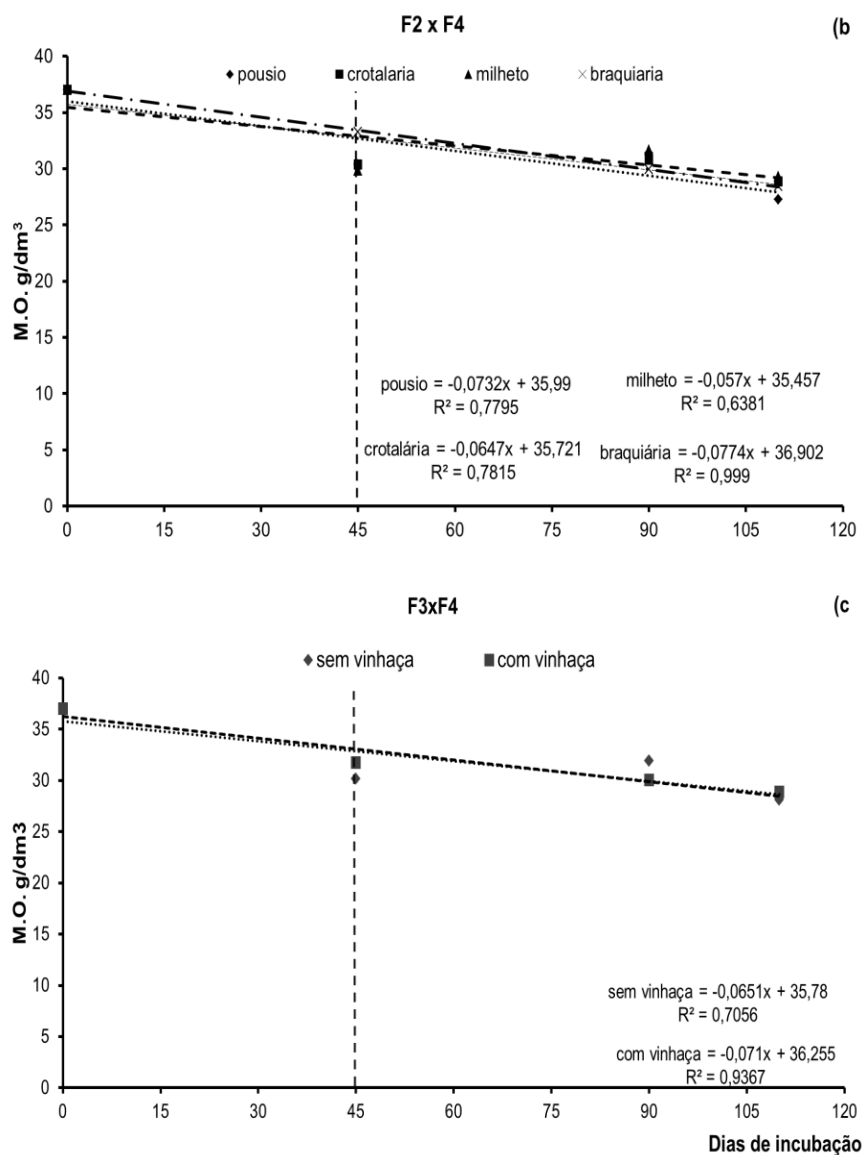 F2 x F4
(b
pousio crotalaria milheto braquiaria
M.O. g/dm³
40
35
30
25
20
15
10
5
0
pousio = -0,0732x + 35,99
R² = 0,7795
milheto = -0,057x + 35,457
R² = 0,6381
crotalária = -0,0647x + 35,721
R² = 0,7815
braquiária = -0,0774x + 36,902
R² = 0,999
0 15 30 45 60 75 90 105 120
F3xF4
(c
sem vinhaça com vinhaça
M.O. g/dm3
40
35
30
25
20
15
10
5
0
sem vinhaça = -0,0651x + 35,78
R² = 0,7056
com vinhaça = -0,071x + 36,255
R² = 0,9367
0 15 30 45 60 75 90 105 120
Dias de incubação